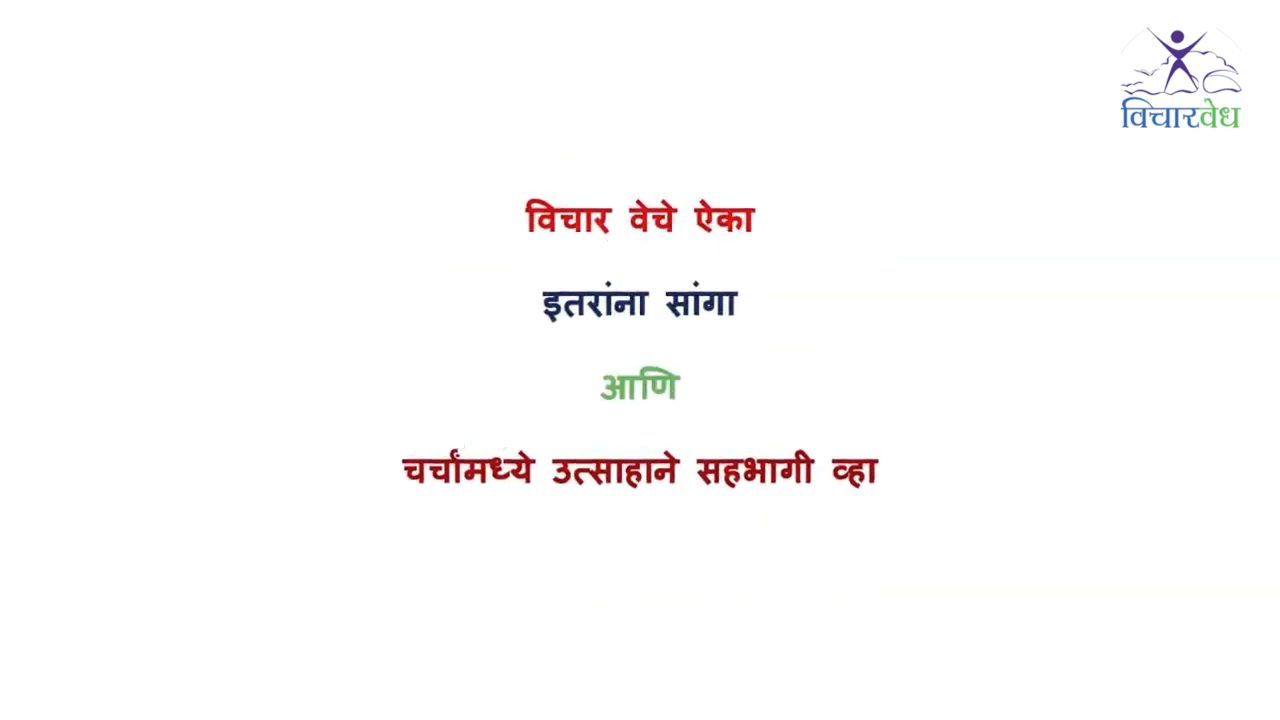 विचारवेध
विचार वेचे ऐका
इतरांना सांगा
आणि
चर्चांमध्ये उत्साहाने सहभागी व्हा